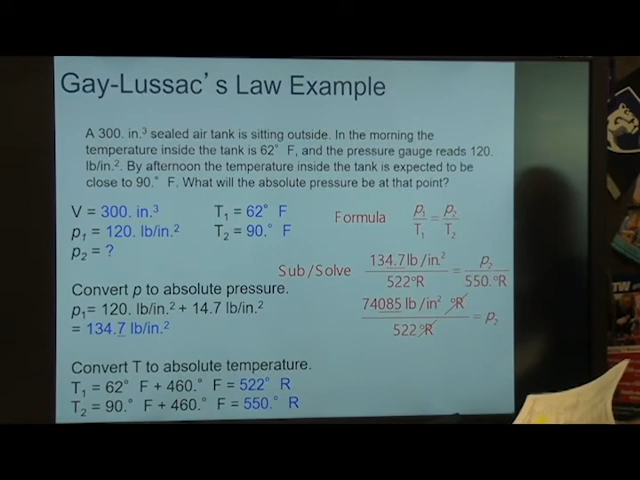 Gay-Lussac's Law Example
A 300. in.³ sealed air tank is sitting outside. In the morning the
temperature inside the tank is 62° F, and the pressure gauge reads 120.
lb/in.². By afternoon the temperature inside the tank is expected to be
close to 90.° F. What will the absolute pressure be at that point?
V = 300. in.³
T₁ = 62° F
p₁ = 120. lb/in.²
T₂ = 90.° F
p₂ = ?
Formula p₁/T₁ = p₂/T₂
Sub/Solve 134.7 lb/in.²/522°R = p₂/550.°R
74085 lb/in² °R/522 °R = p₂
Convert p to absolute pressure.
p₁= 120. lb/in.² + 14.7 lb/in.²
= 134.7 lb/in.²
Convert T to absolute temperature.
T₁ = 62° F + 460.° F = 522° R
T₂ = 90.° F + 460.° F = 550.° R